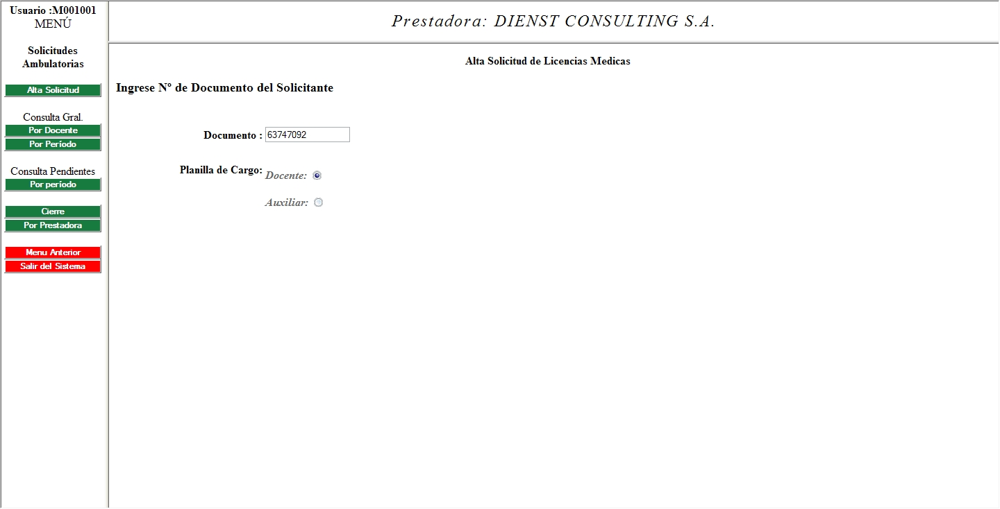 Usuario :M001001
MENÚ
Solicitudes
Ambulatorias
Alta Solicitud
Consulta Gral.
Por Docente
Por Período
Consulta Pendientes
Por período
Cierre
Por Prestadora
Menu Anterior
Salir del Sistema
Prestadora: DIENST CONSULTING S.A.
Alta Solicitud de Licencias Medicas
Ingrese Nº de Documento del Solicitante
Documento : 63747092
Planilla de Cargo: Docente:
Auxiliar: